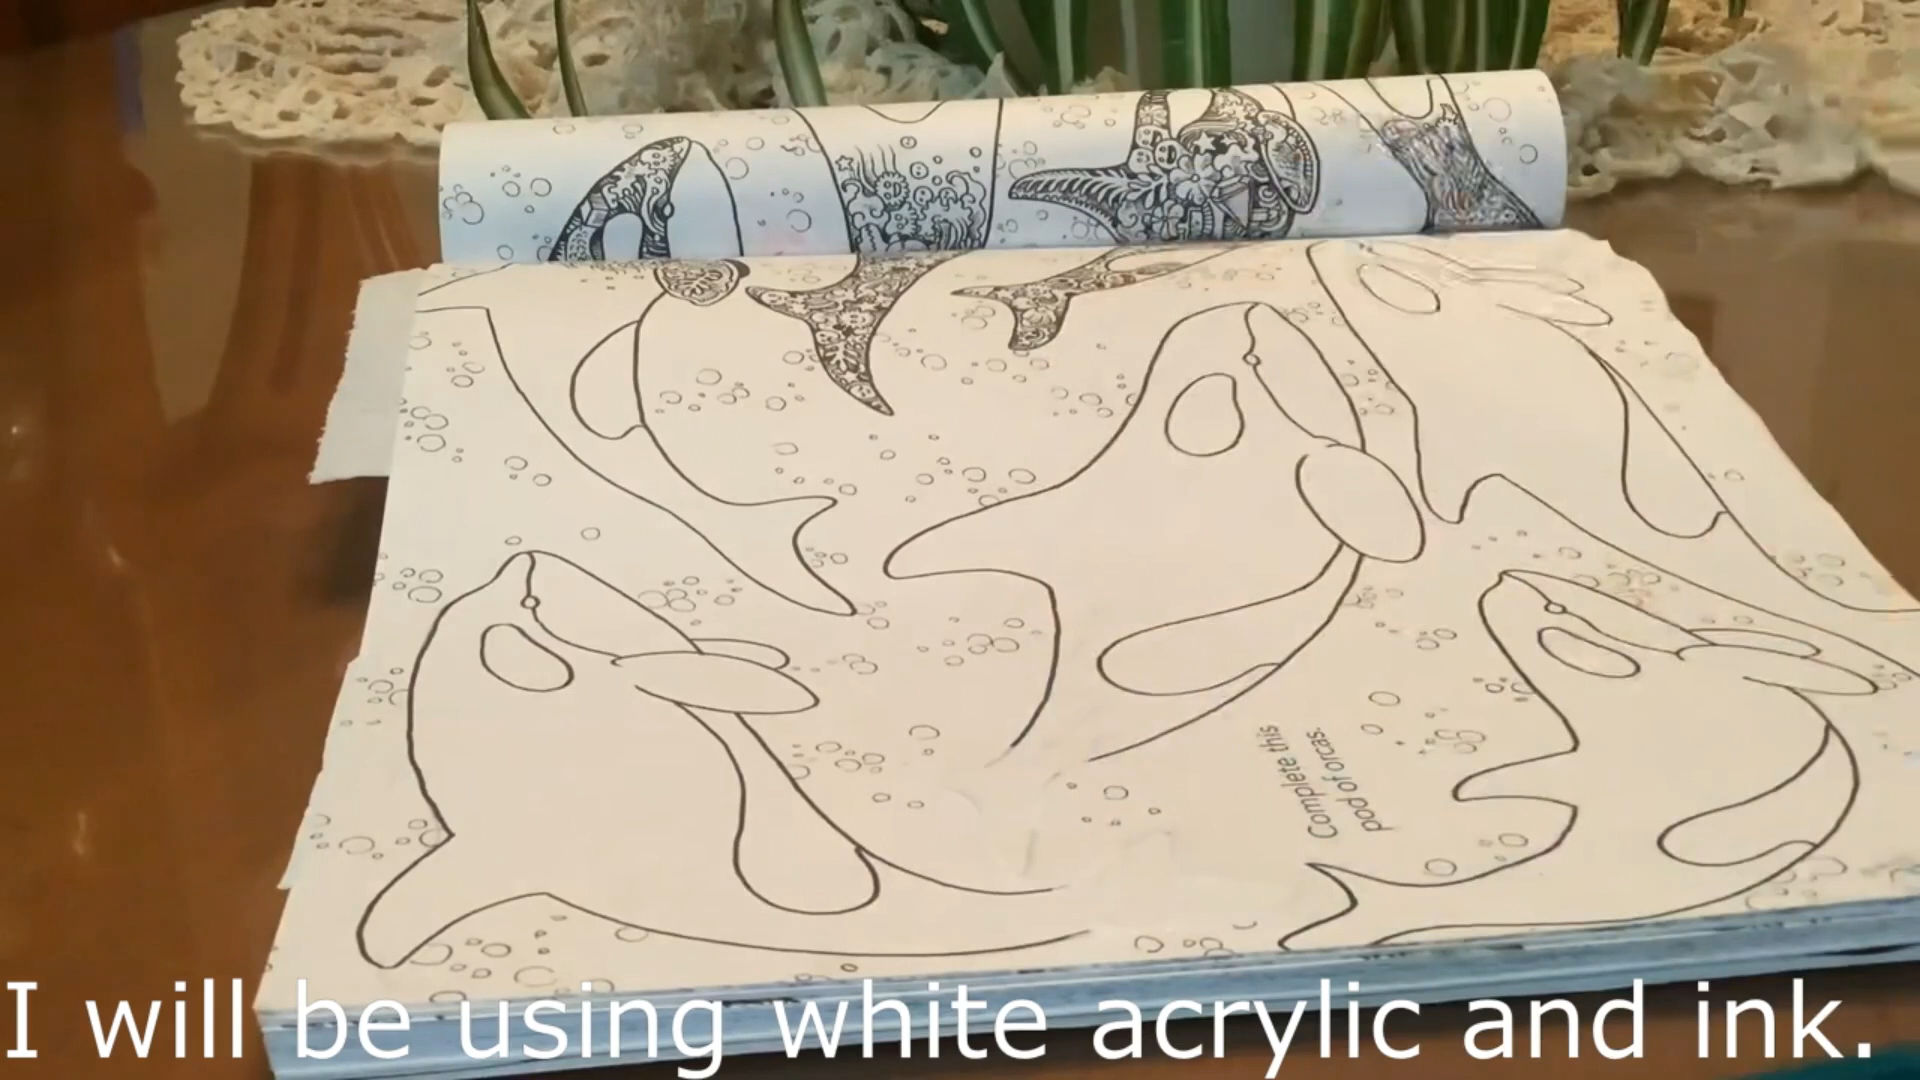 Complete this
pod of orcas.
I will be using white acrylic and ink.